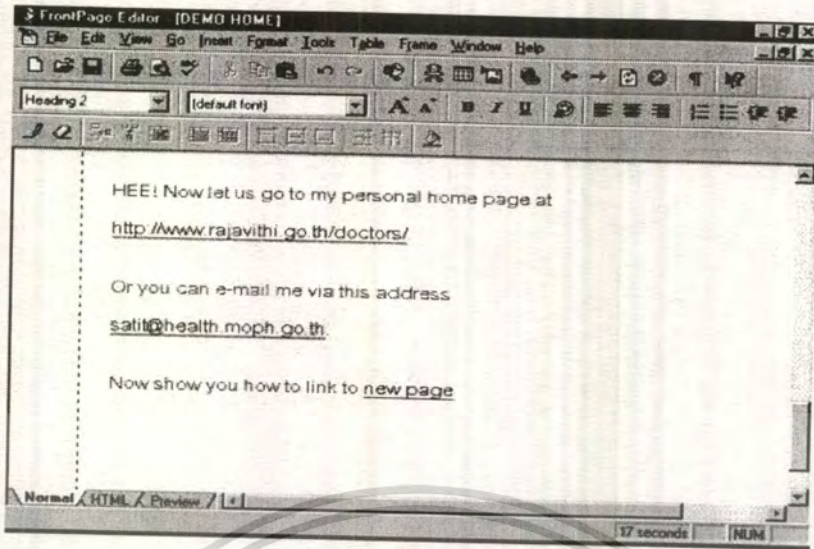 FrontPage Editor - [DEMO HOME]
File Edit View Go Insert Format Tools Table Frame Window Help
Heading 2 (default font) A A B I U
HEE! Now let us go to my personal home page at
http://www.rajavithi.go.th/doctors/
Or you can e-mail me via this address
satit@health.moph.go.th.
Now show you how to link to new page
Normal HTML Preview
17 seconds NUM